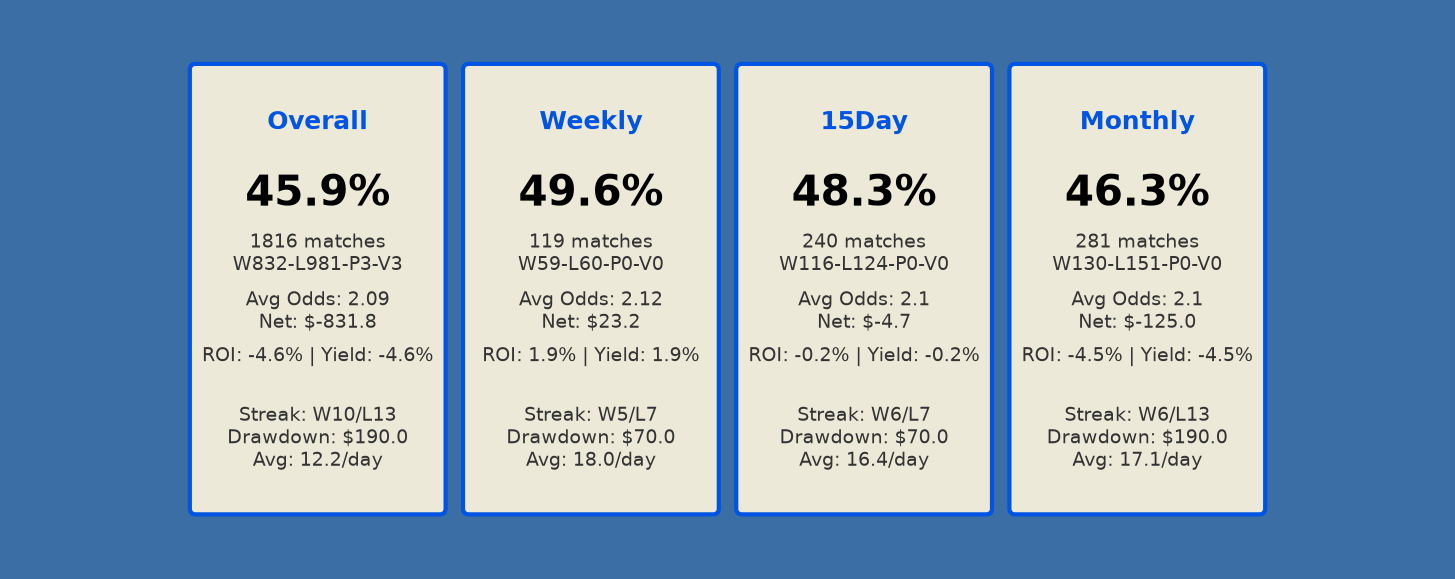 Overall
45.9%
1816 matches
W832-L981-P3-V3
Avg Odds: 2.09
Net: $-831.8
ROI: -4.6% | Yield: -4.6%
Streak: W10/L13
Drawdown: $190.0
Avg: 12.2/day
Weekly
49.6%
119 matches
W59-L60-P0-V0
Avg Odds: 2.12
Net: $23.2
ROI: 1.9% | Yield: 1.9%
Streak: W5/L7
Drawdown: $70.0
Avg: 18.0/day
15Day
48.3%
240 matches
W116-L124-P0-V0
Avg Odds: 2.1
Net: $-4.7
ROI: -0.2% | Yield: -0.2%
Streak: W6/L7
Drawdown: $70.0
Avg: 16.4/day
Monthly
46.3%
281 matches
W130-L151-P0-V0
Avg Odds: 2.1
Net: $-125.0
ROI: -4.5% | Yield: -4.5%
Streak: W6/L13
Drawdown: $190.0
Avg: 17.1/day